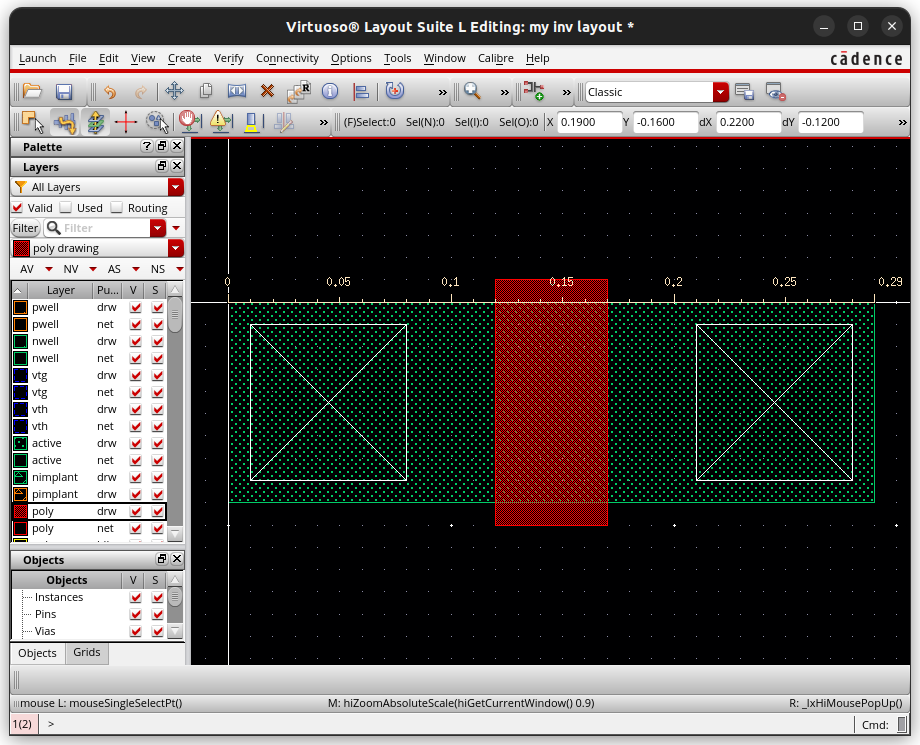 Virtuoso® Layout Suite L Editing: my inv layout *
Launch File Edit View Create Verify Connectivity Options Tools Window Calibre Help cādence
» » » Classic
» (F)Select:0 Sel(N):0 Sel(I):0 Sel(O):0 X 0.1900 Y -0.1600 dX 0.2200 dY -0.1200 »
Palette
Layers
All Layers
Valid Used Routing
Filter Filter
poly drawing
AV NV AS NS
Layer Pu... V S
pwell drw
pwell net
nwell drw
nwell net
vtg drw
vtg net
vth drw
vth net
active drw
active net
nimplant drw
pimplant drw
poly drw
poly net
0 0.05 0.1 0.15 0.2 0.25 0.29
Objects
Objects V S
Instances
Pins
Vias
Objects Grids
mouse L: mouseSingleSelectPt() M: hiZoomAbsoluteScale(hiGetCurrentWindow() 0.9) R: _lxHiMousePopUp()
1(2) > Cmd: